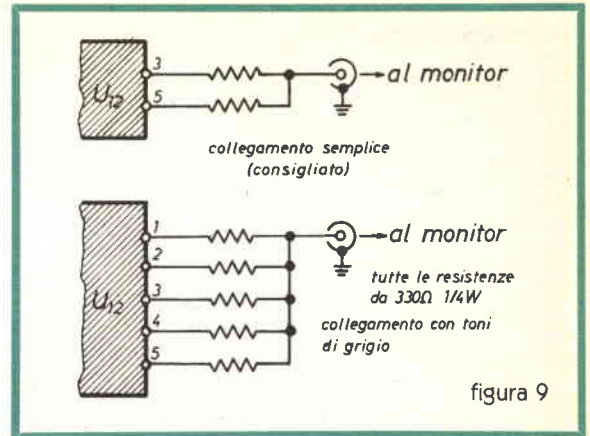 U12
3
5
al monitor
collegamento semplice
(consigliato)
U12
1
2
3
4
5
al monitor
tutte le resistenze
da 330Ω 1/4W
collegamento con toni
di grigio
figura 9